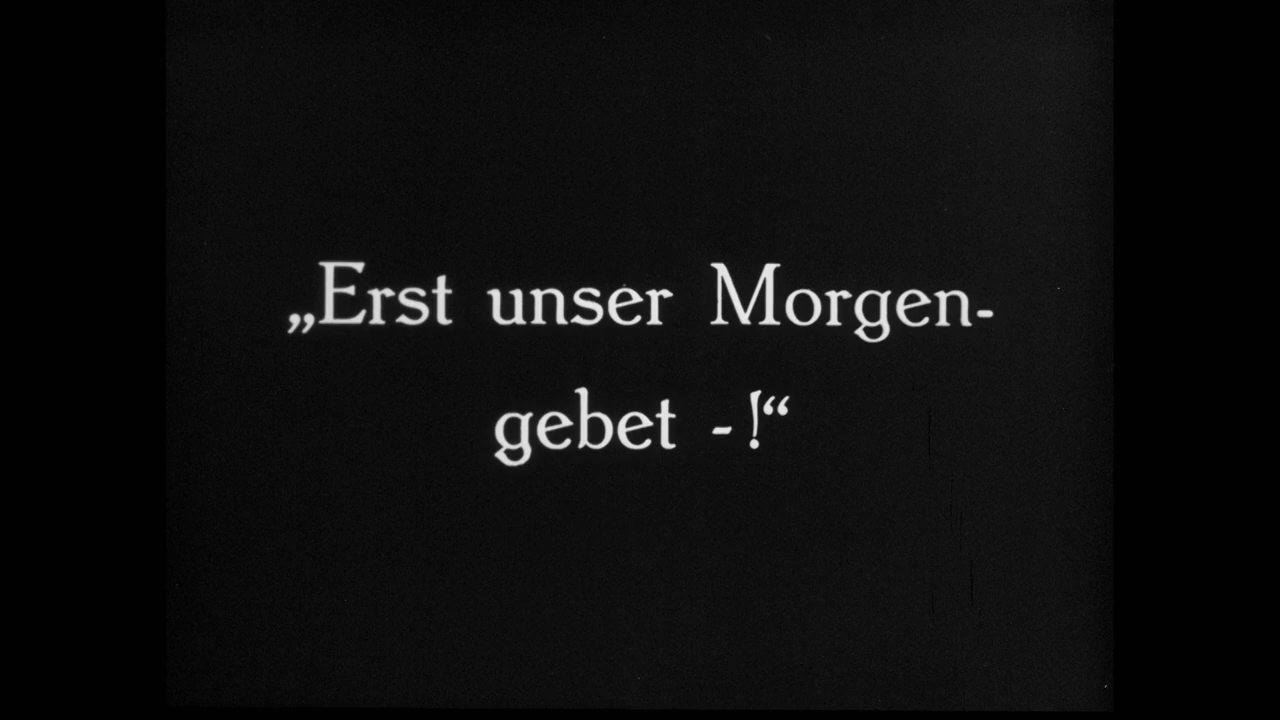 „Erst unser Morgen-
gebet - !“